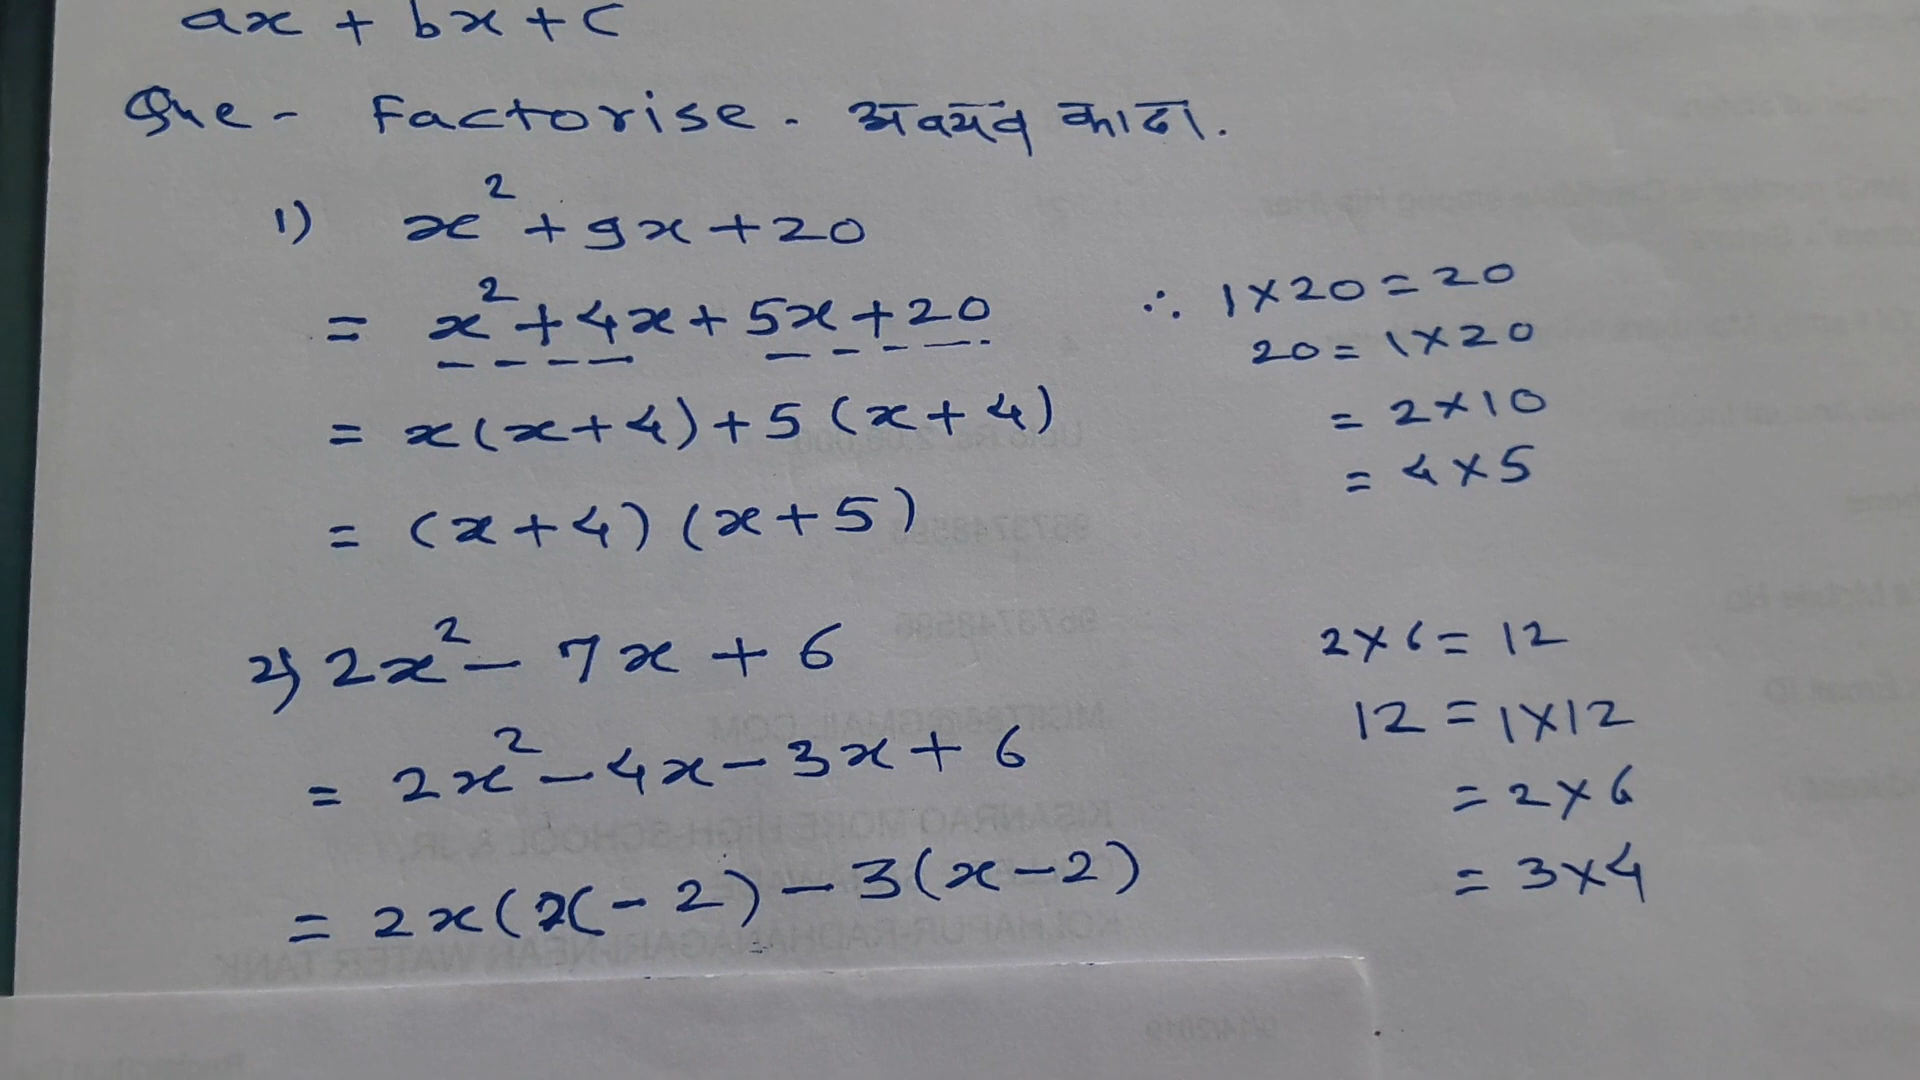 ax + bx + c
Que - Factorise. अवयव काढा.
1) x² + 9x + 20
= x² + 4x + 5x + 20
∴ 1 × 20 = 20
20 = 1 × 20
= x(x + 4) + 5(x + 4)
= 2 × 10
= (x + 4) (x + 5)
= 4 × 5
2) 2x² - 7x + 6
2 × 6 = 12
= 2x² - 4x - 3x + 6
12 = 1 × 12
= 2 × 6
= 2x(x - 2) - 3(x - 2)
= 3 × 4